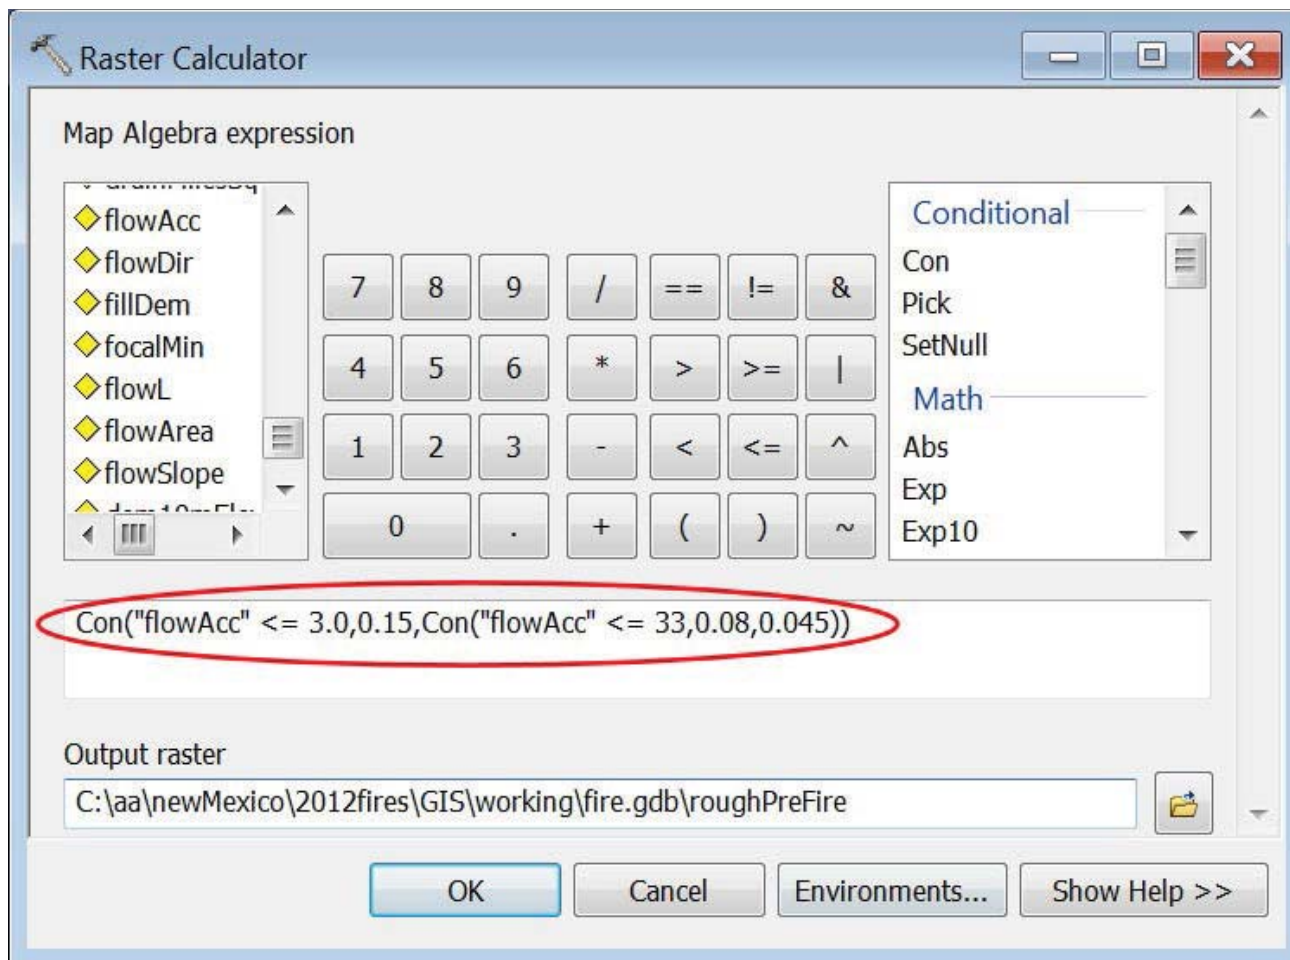 Raster Calculator
Map Algebra expression
flowAcc
flowDir
fillDem
focalMin
flowL
flowArea
flowSlope
7 8 9 / == != &
4 5 6 * > >= |
1 2 3 - < <= ^
0 . + ( ) ~
Conditional
Con
Pick
SetNull
Math
Abs
Exp
Exp10
Con("flowAcc" <= 3.0,0.15,Con("flowAcc" <= 33,0.08,0.045))
Output raster
C:\aa\newMexico\2012fires\GIS\working\fire.gdb\roughPreFire
OK Cancel Environments... Show Help >>